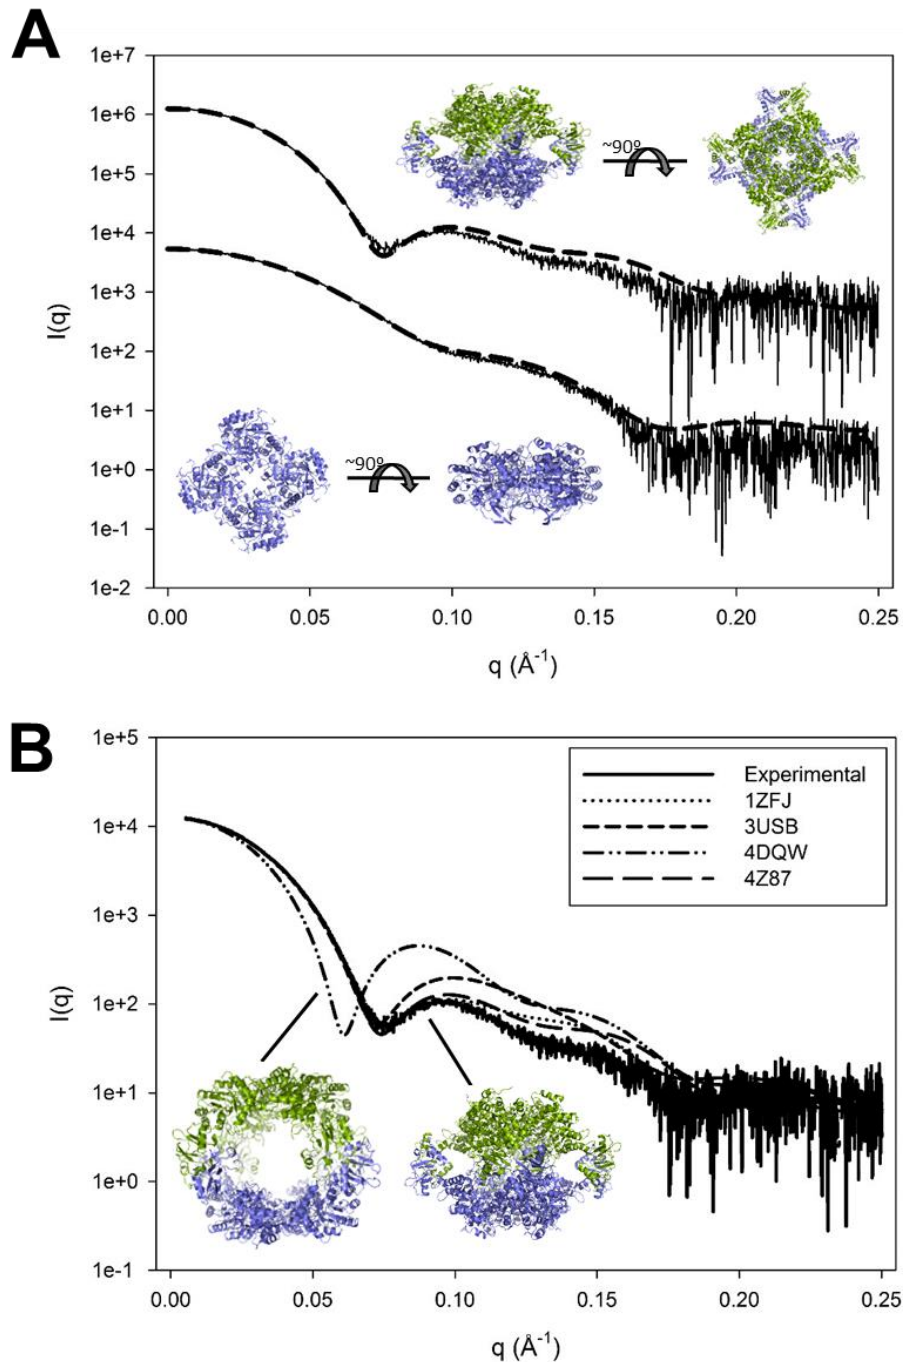 A
1e+7
1e+6
1e+5
1e+4
1e+3
1e+2
1e+1
1e+0
1e-1
1e-2
I(q)
~90º
~90º
0.00 0.05 0.10 0.15 0.20 0.25
q (Å-1)
B
1e+5
1e+4
1e+3
1e+2
1e+1
1e+0
1e-1
I(q)
Experimental
1ZFJ
3USB
4DQW
4Z87
0.00 0.05 0.10 0.15 0.20 0.25
q (Å-1)